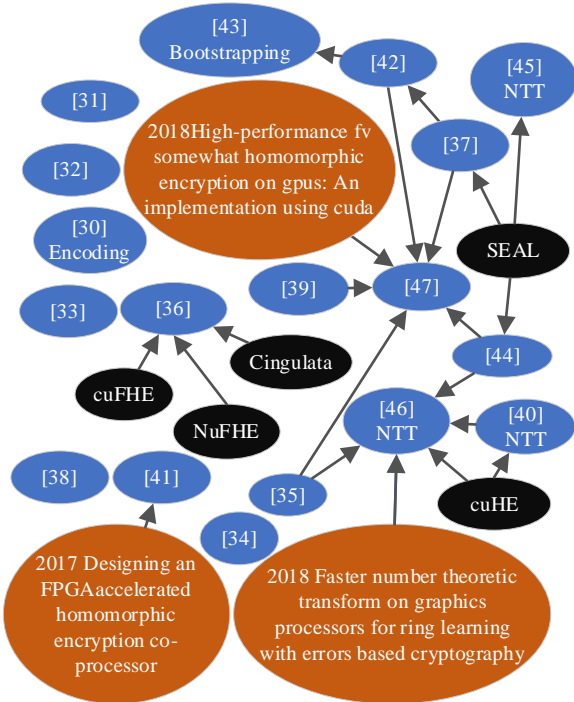 [43]
Bootstrapping
[42]
[45]
NTT
[31]
2018High-performance fv
somewhat homomorphic
encryption on gpus: An
implementation using cuda
[37]
[32]
[30]
Encoding
SEAL
[39]
[47]
[33]
[36]
Cingulata
[44]
cuFHE
NuFHE
[46]
NTT
[40]
NTT
[38]
[41]
[35]
cuHE
[34]
2017 Designing an
FPGAaccelerated
homomorphic
encryption co-
processor
2018 Faster number theoretic
transform on graphics
processors for ring learning
with errors based cryptography